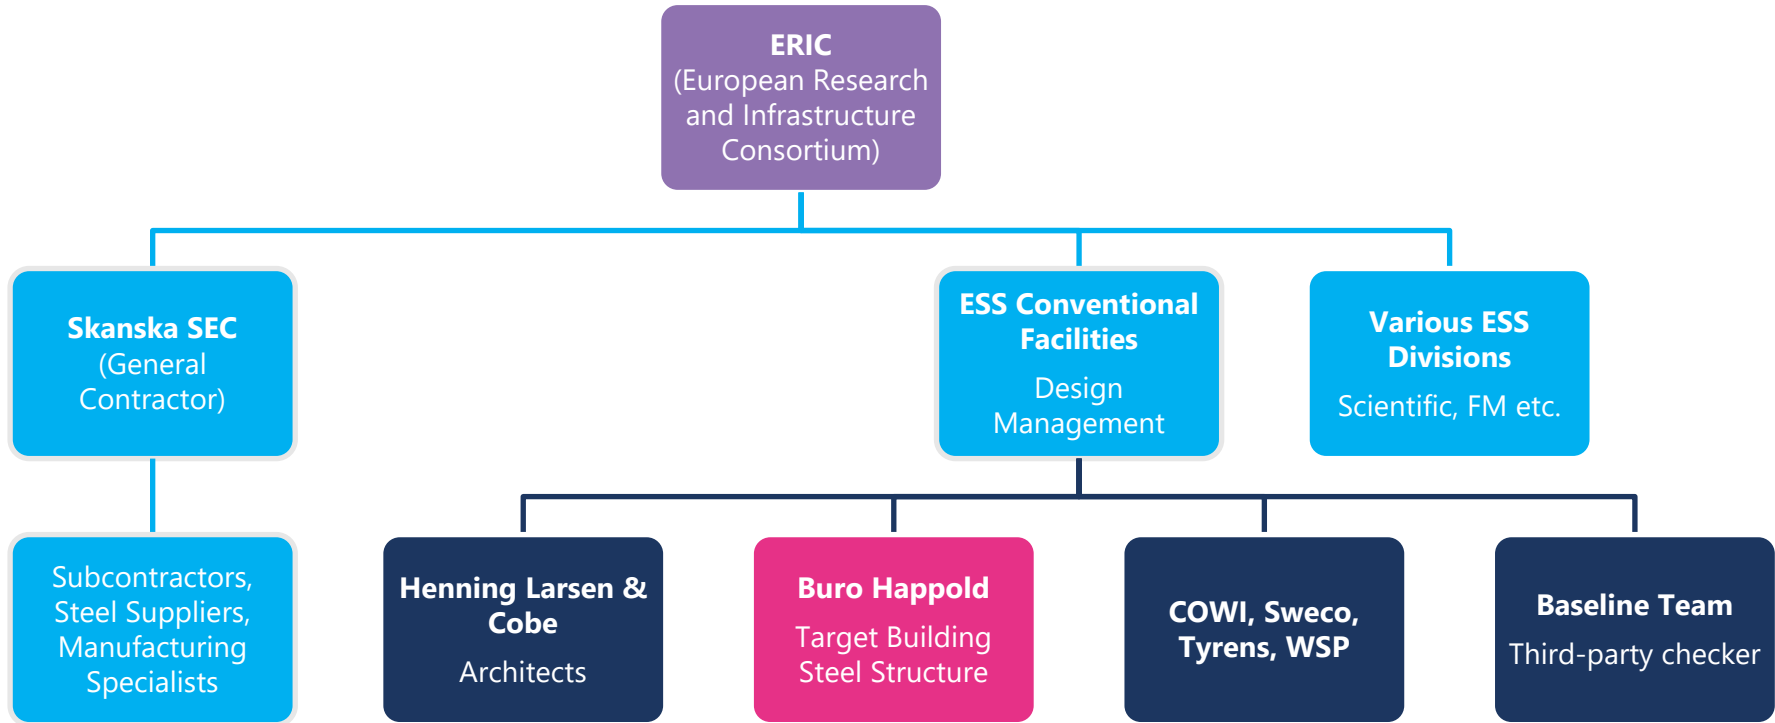 ERIC
(European Research
and Infrastructure
Consortium)
Skanska SEC
(General
Contractor)
ESS Conventional
Facilities
Design
Management
Various ESS
Divisions
Scientific, FM etc.
Subcontractors,
Steel Suppliers,
Manufacturing
Specialists
Henning Larsen &
Cobe
Architects
Buro Happold
Target Building
Steel Structure
COWI, Sweco,
Tyrens, WSP
Baseline Team
Third-party checker